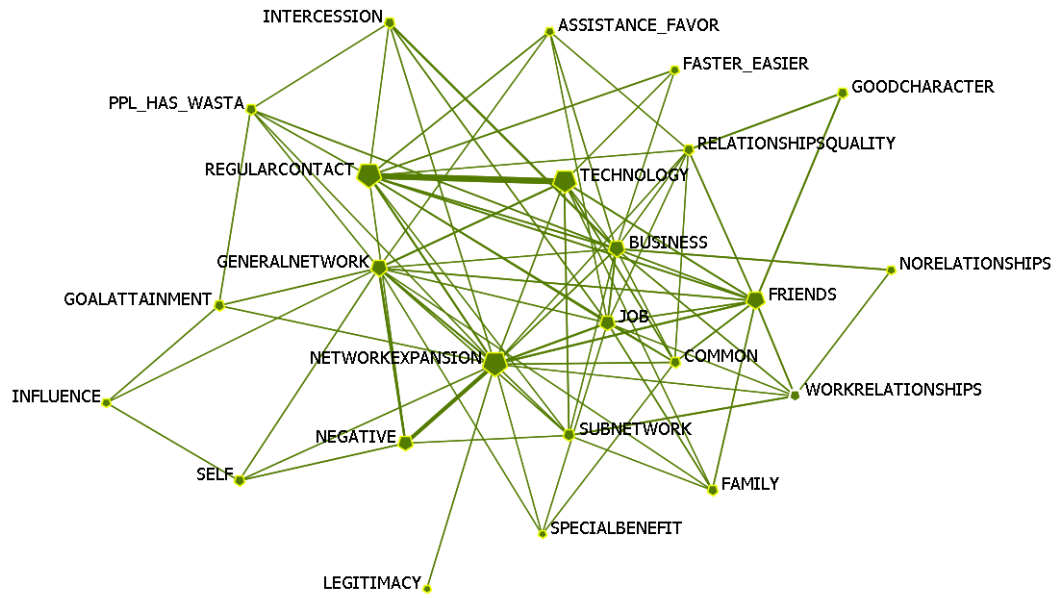 INTERCESSION
ASSISTANCE_FAVOR
FASTER_EASIER
GOODCHARACTER
PPL_HAS_WASTA
RELATIONSHIPSQUALITY
REGULARCONTACT
TECHNOLOGY
BUSINESS
GENERALNETWORK
NORELATIONSHIPS
GOALATTAINMENT
FRIENDS
JOB
NETWORKEXPANSION
COMMON
INFLUENCE
WORKRELATIONSHIPS
NEGATIVE
SUBNETWORK
SELF
FAMILY
SPECIALBENEFIT
LEGITIMACY